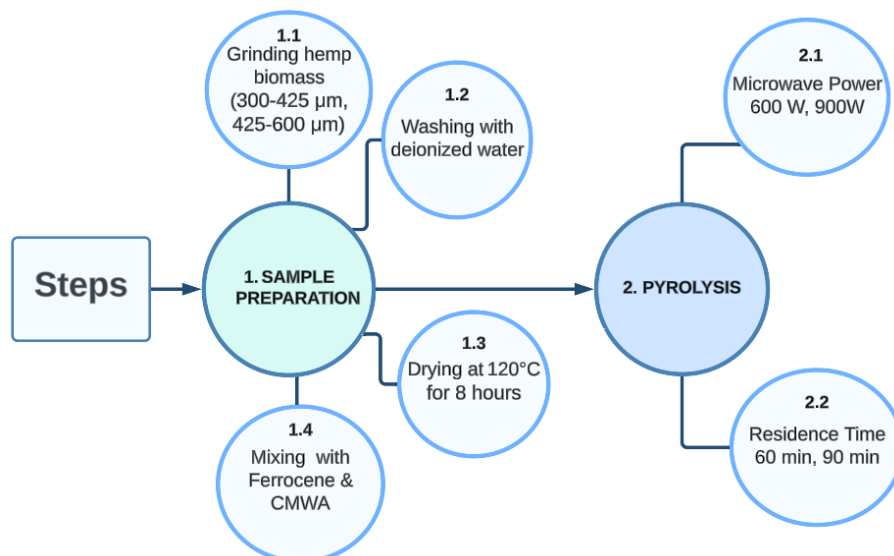 Steps
1. SAMPLE
PREPARATION
1.1
Grinding hemp
biomass
(300-425 μm,
425-600 μm)
1.2
Washing with
deionized water
1.3
Drying at 120°C
for 8 hours
1.4
Mixing with
Ferrocene &
CMWA
2. PYROLYSIS
2.1
Microwave Power
600 W, 900W
2.2
Residence Time
60 min, 90 min